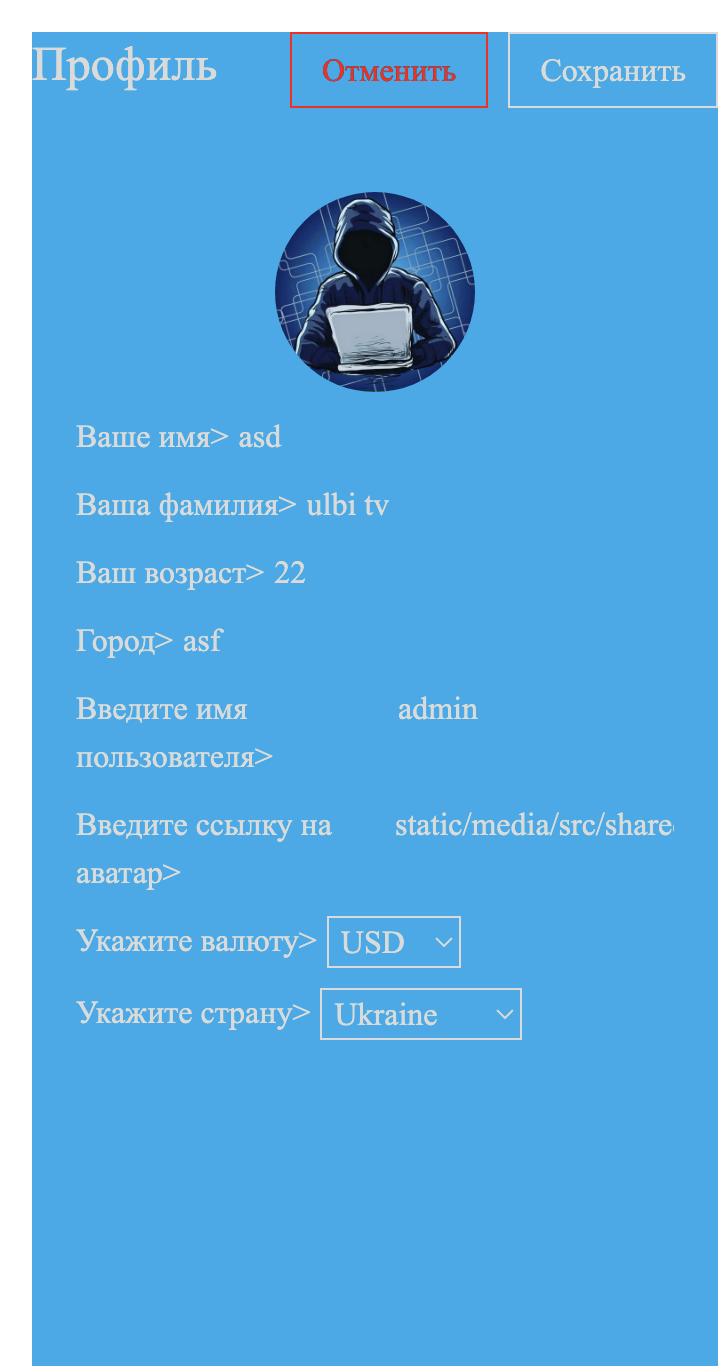 Профиль Отменить Сохранить
Ваше имя> asd
Ваша фамилия> ulbi tv
Ваш возраст> 22
Город> asf
Введите имя пользователя> admin
Введите ссылку на аватар> static/media/src/share
Укажите валюту> USD
Укажите страну> Ukraine